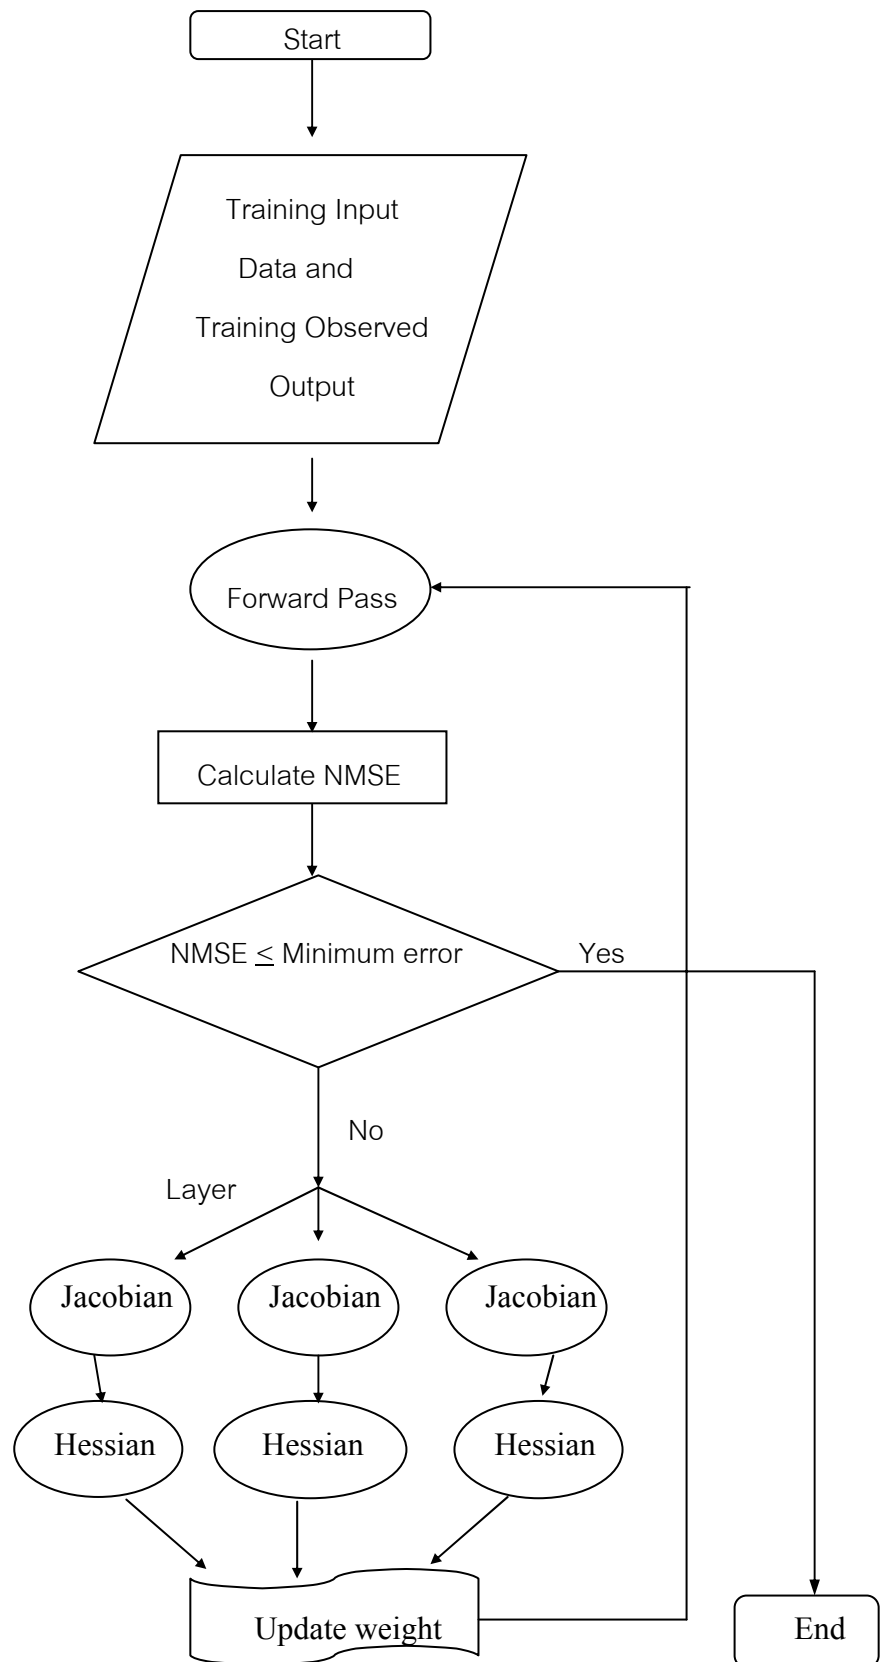 Start
Training Input
Data and
Training Observed
Output
Forward Pass
Calculate NMSE
NMSE ≤ Minimum error
Yes
No
Layer
Jacobian
Jacobian
Jacobian
Hessian
Hessian
Hessian
Update weight
End